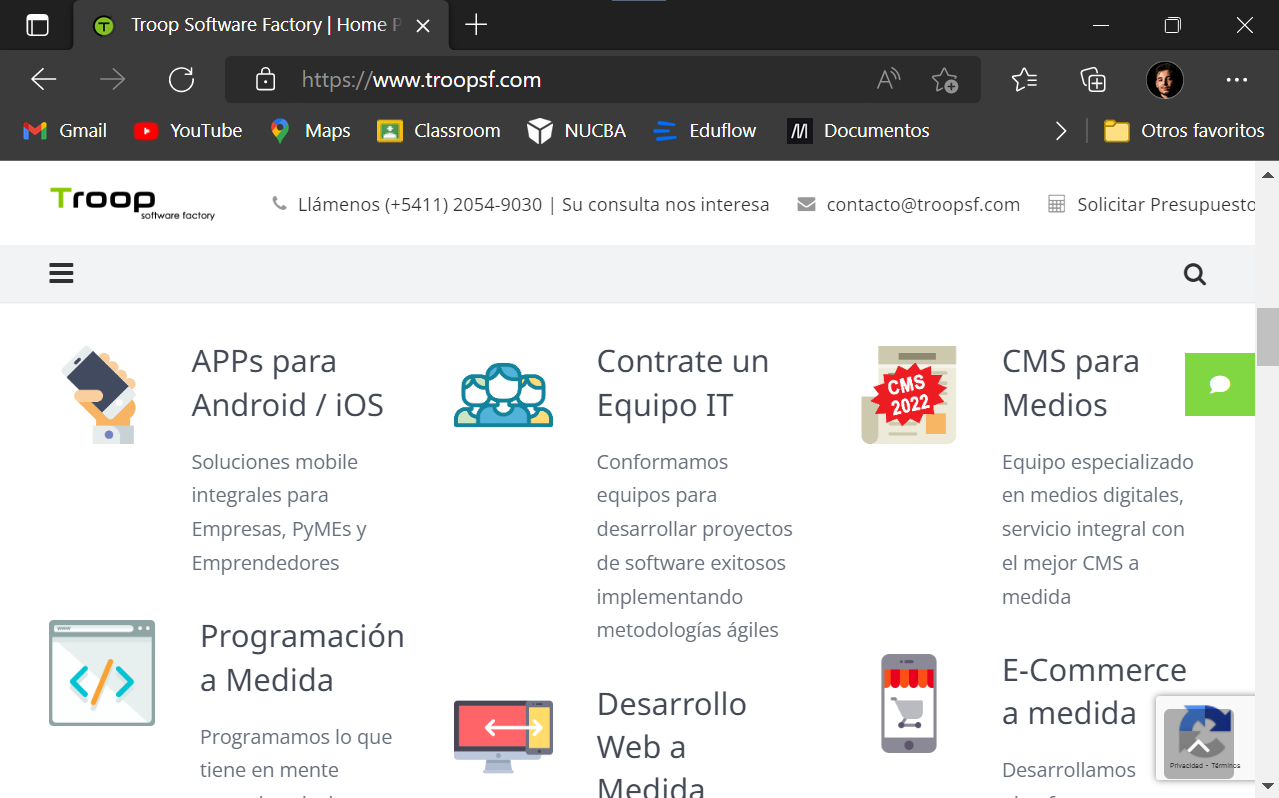 Troop Software Factory | Home P
https://www.troopsf.com
Gmail
YouTube
Maps
Classroom
NUCBA
Eduflow
Documentos
Otros favoritos
Troop
software factory
Llámenos (+5411) 2054-9030 | Su consulta nos interesa
contacto@troopsf.com
Solicitar Presupuesto
APPs para
Android / iOS
Soluciones mobile
integrales para
Empresas, PyMEs y
Emprendedores
Contrate un
Equipo IT
Conformamos
equipos para
desarrollar proyectos
de software exitosos
implementando
metodologías ágiles
CMS
2022
CMS para
Medios
Equipo especializado
en medios digitales,
servicio integral con
el mejor CMS a
medida
www
Programación
a Medida
Programamos lo que
tiene en mente
Desarrollo
Web a
Medida
E-Commerce
a medida
Desarrollamos
Privacidad - Términos